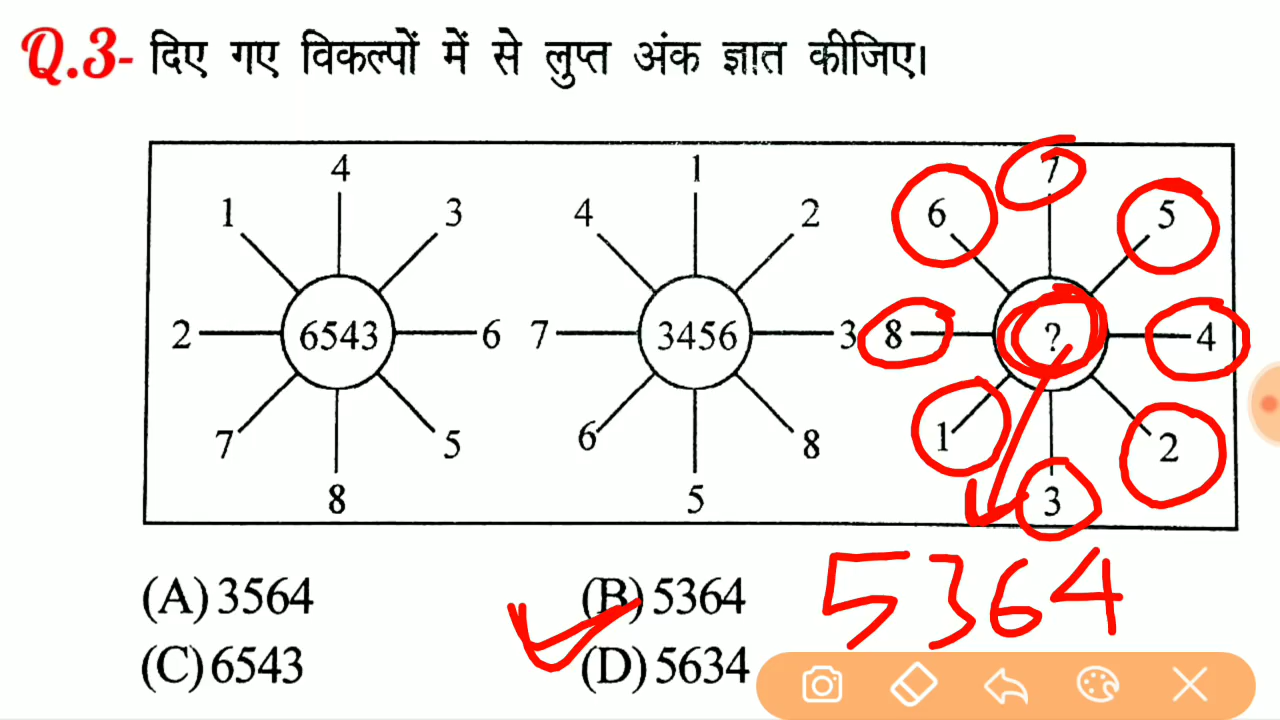 Q.3- दिए गए विकल्पों में से लुप्त अंक ज्ञात कीजिए।
4 1 7
1 3 4 2 6 5
2 6543 6 7 3456 3 8 ? 4
7 5 6 8 1 2
8 5 3
(A) 3564 (B) 5364 5364
(C) 6543 (D) 5634